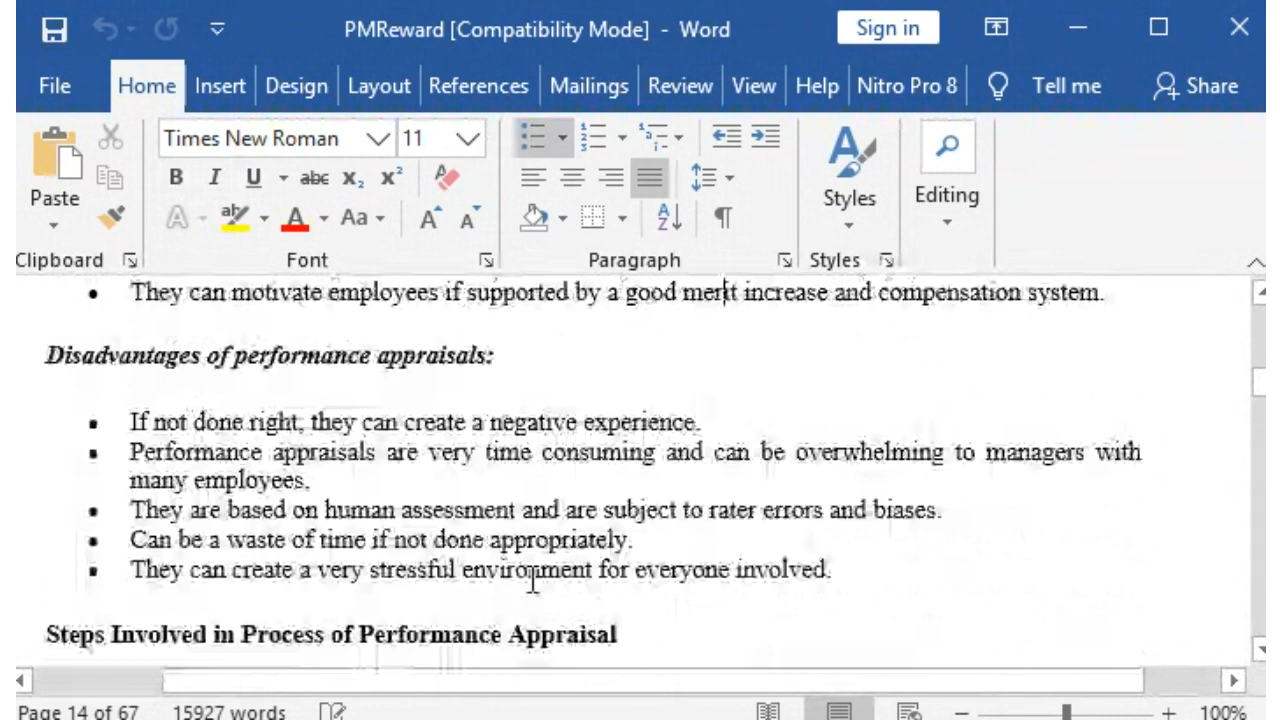 PMReward [Compatibility Mode] - Word
Sign in
File Home Insert Design Layout References Mailings Review View Help Nitro Pro 8 Tell me Share
Times New Roman 11
Paste
B I U abc X₂ X²
Styles
Editing
A ab A Aa A A
Clipboard Font Paragraph Styles
• They can motivate employees if supported by a good merit increase and compensation system.
Disadvantages of performance appraisals:
• If not done right, they can create a negative experience.
• Performance appraisals are very time consuming and can be overwhelming to managers with
many employees.
• They are based on human assessment and are subject to rater errors and biases.
• Can be a waste of time if not done appropriately.
• They can create a very stressful environment for everyone involved.
Steps Involved in Process of Performance Appraisal
Page 14 of 67 15927 words 100%